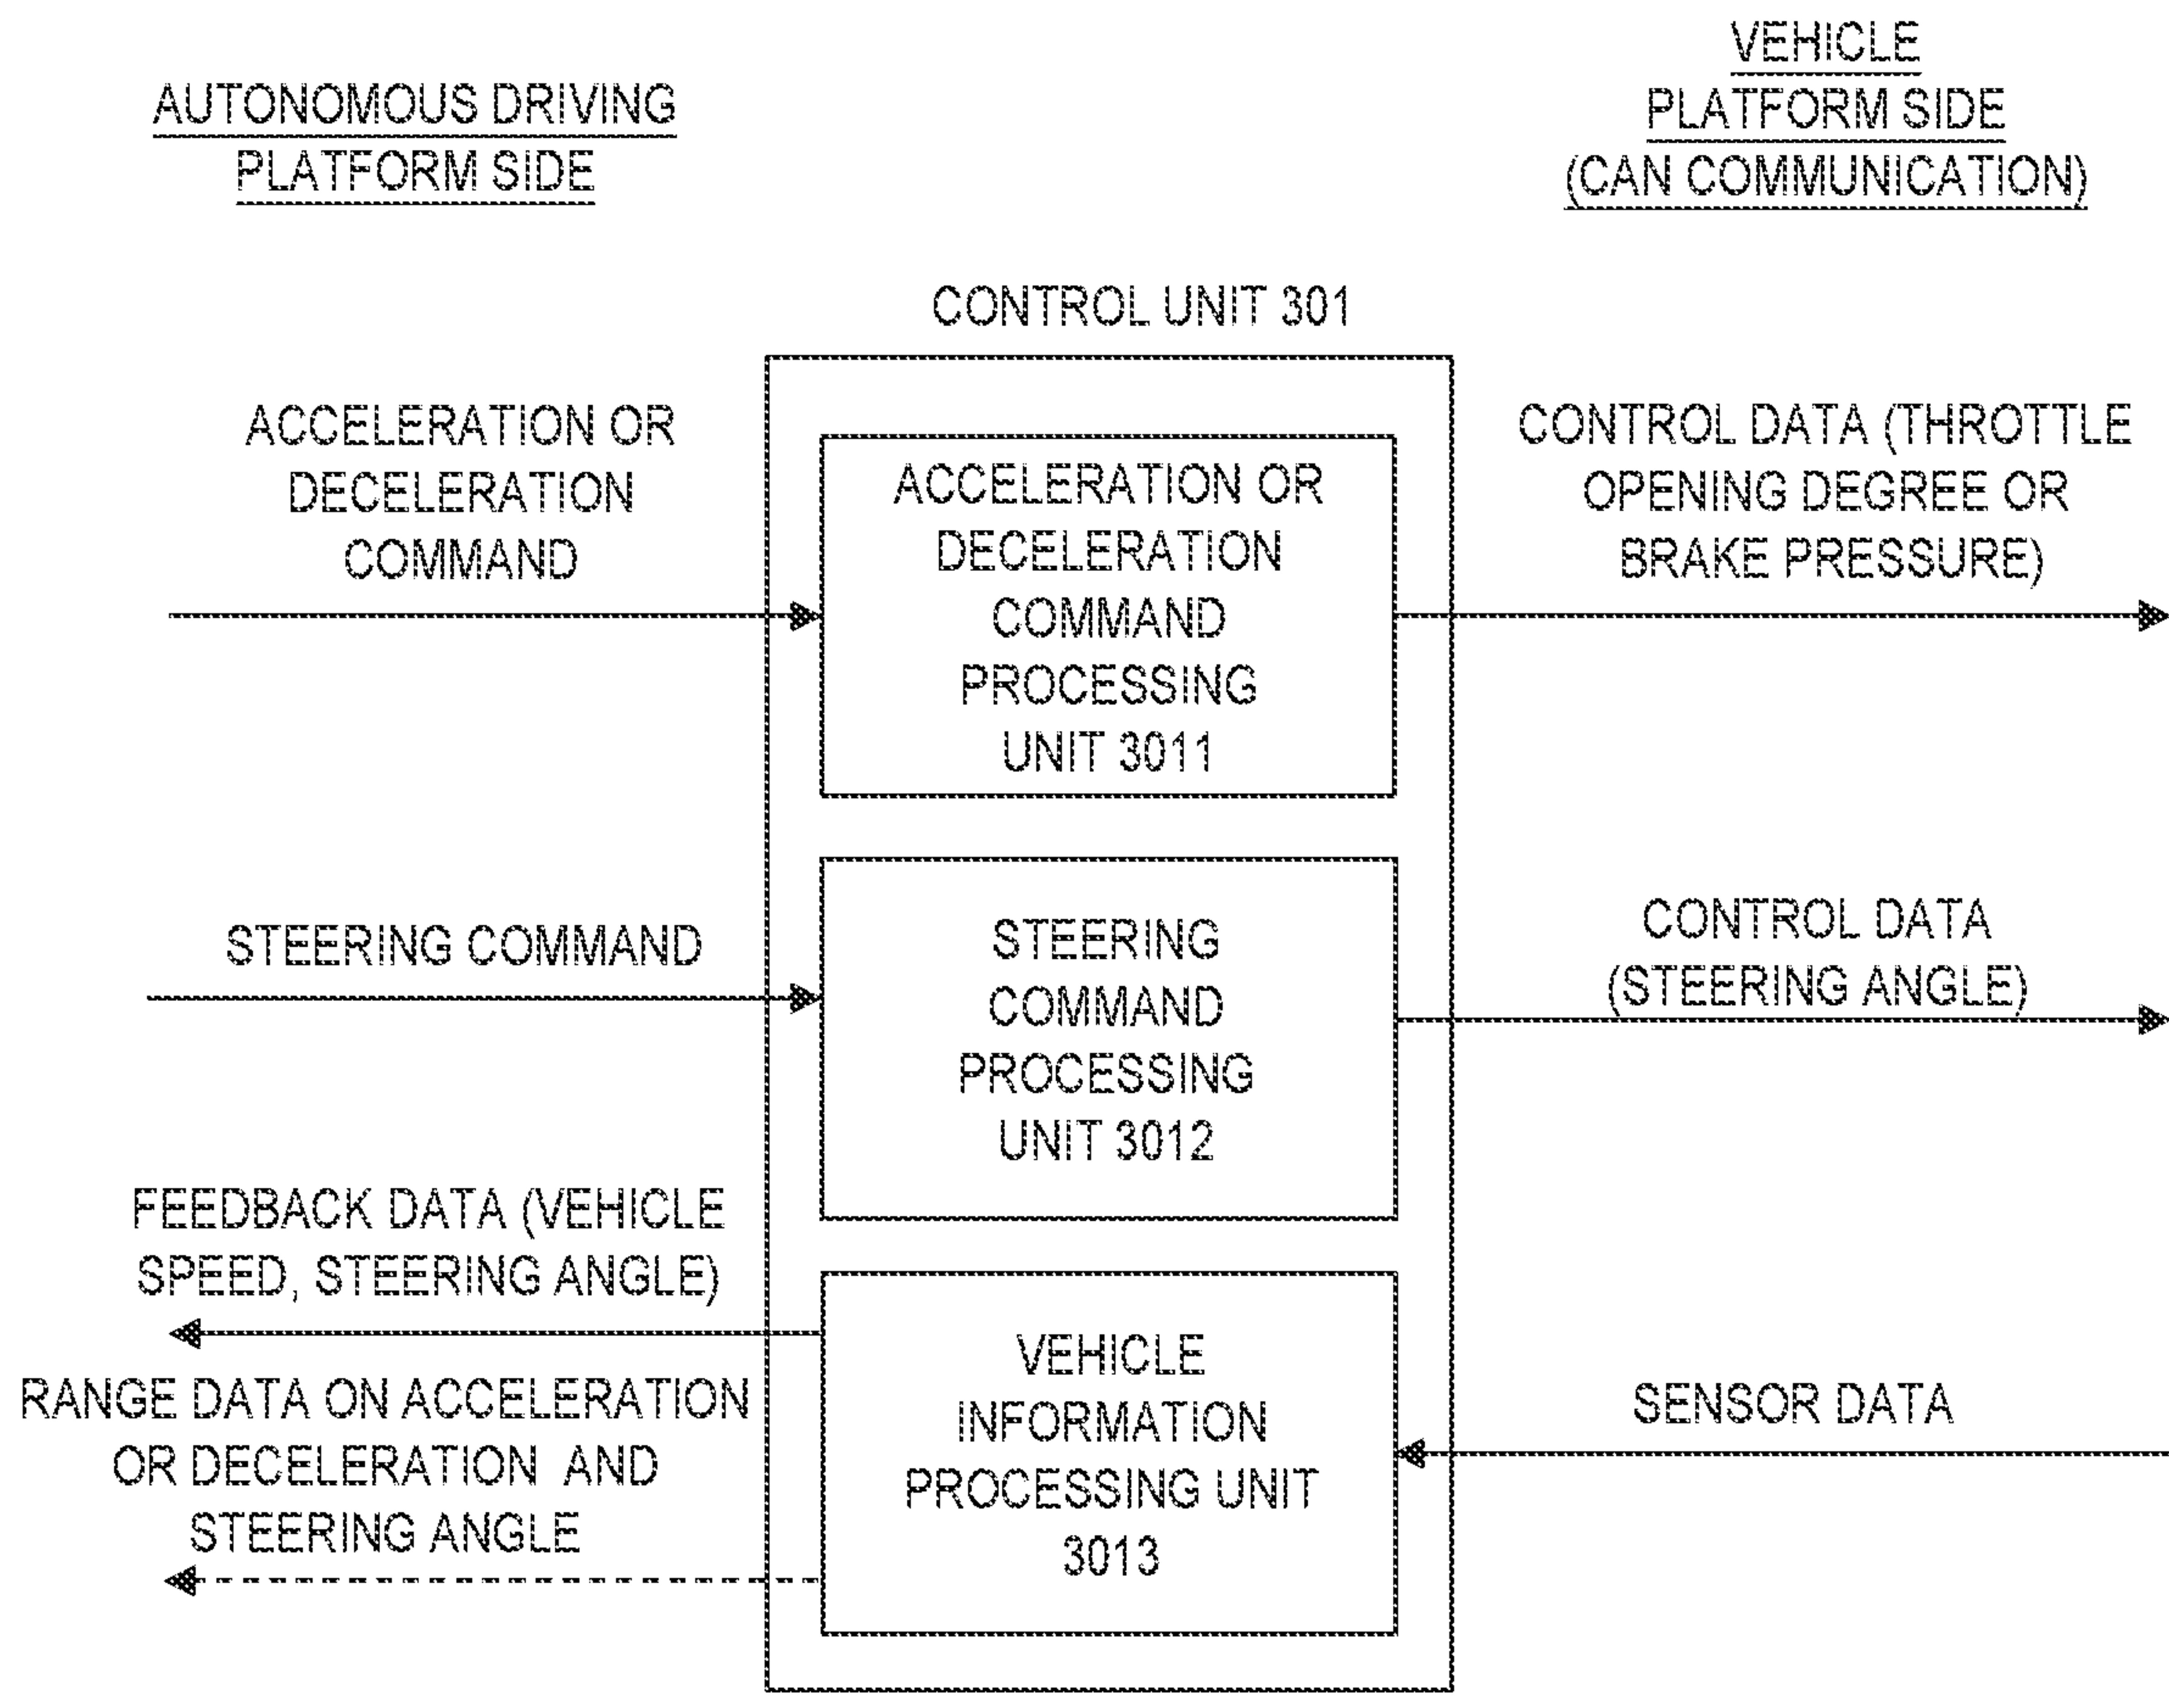 AUTONOMOUS DRIVING
PLATFORM SIDE
VEHICLE
PLATFORM SIDE
(CAN COMMUNICATION)
CONTROL UNIT 301
ACCELERATION OR
DECELERATION
COMMAND
ACCELERATION OR
DECELERATION
COMMAND
PROCESSING
UNIT 3011
CONTROL DATA (THROTTLE
OPENING DEGREE OR
BRAKE PRESSURE)
STEERING COMMAND
STEERING
COMMAND
PROCESSING
UNIT 3012
CONTROL DATA
(STEERING ANGLE)
FEEDBACK DATA (VEHICLE
SPEED, STEERING ANGLE)
RANGE DATA ON ACCELERATION
OR DECELERATION AND
STEERING ANGLE
VEHICLE
INFORMATION
PROCESSING UNIT
3013
SENSOR DATA